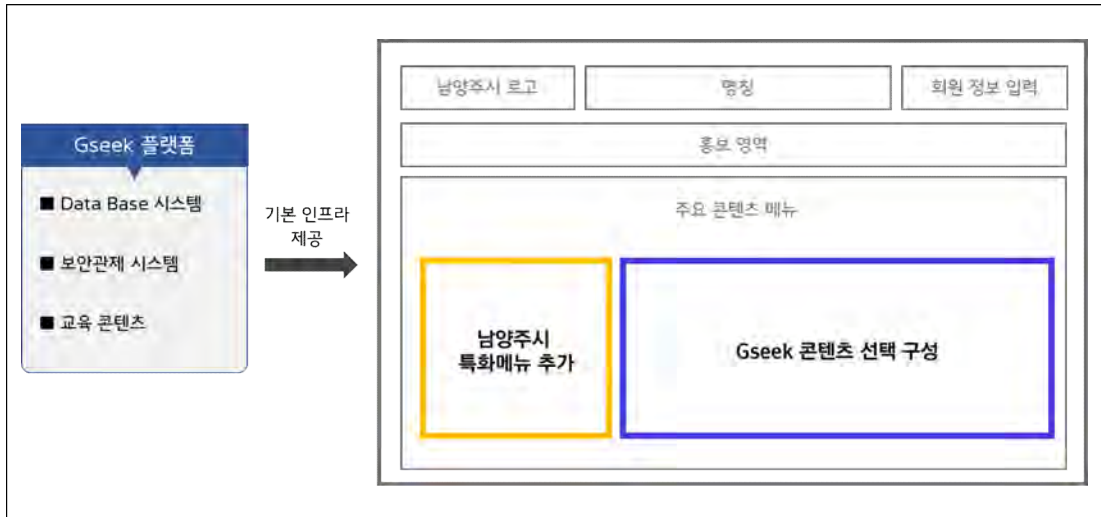 Gseek 플랫폼
■ Data Base 시스템
■ 보안관제 시스템
■ 교육 콘텐츠
기본 인프라
제공
남양주시 로고
명칭
회원 정보 입력
홍보 영역
주요 콘텐츠 메뉴
남양주시
특화메뉴 추가
Gseek 콘텐츠 선택 구성